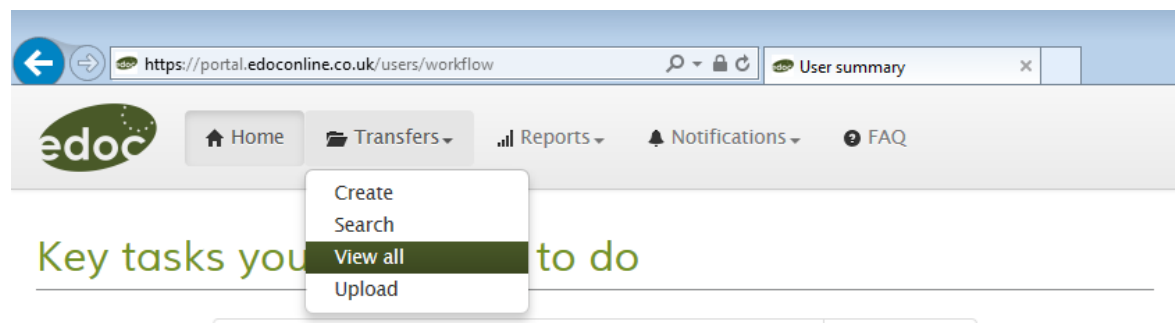 https://portal.edoconline.co.uk/users/workflow
edoc User summary
edoc Home Transfers Reports Notifications ? FAQ
Create
Search
View all
Upload
Key tasks you to do